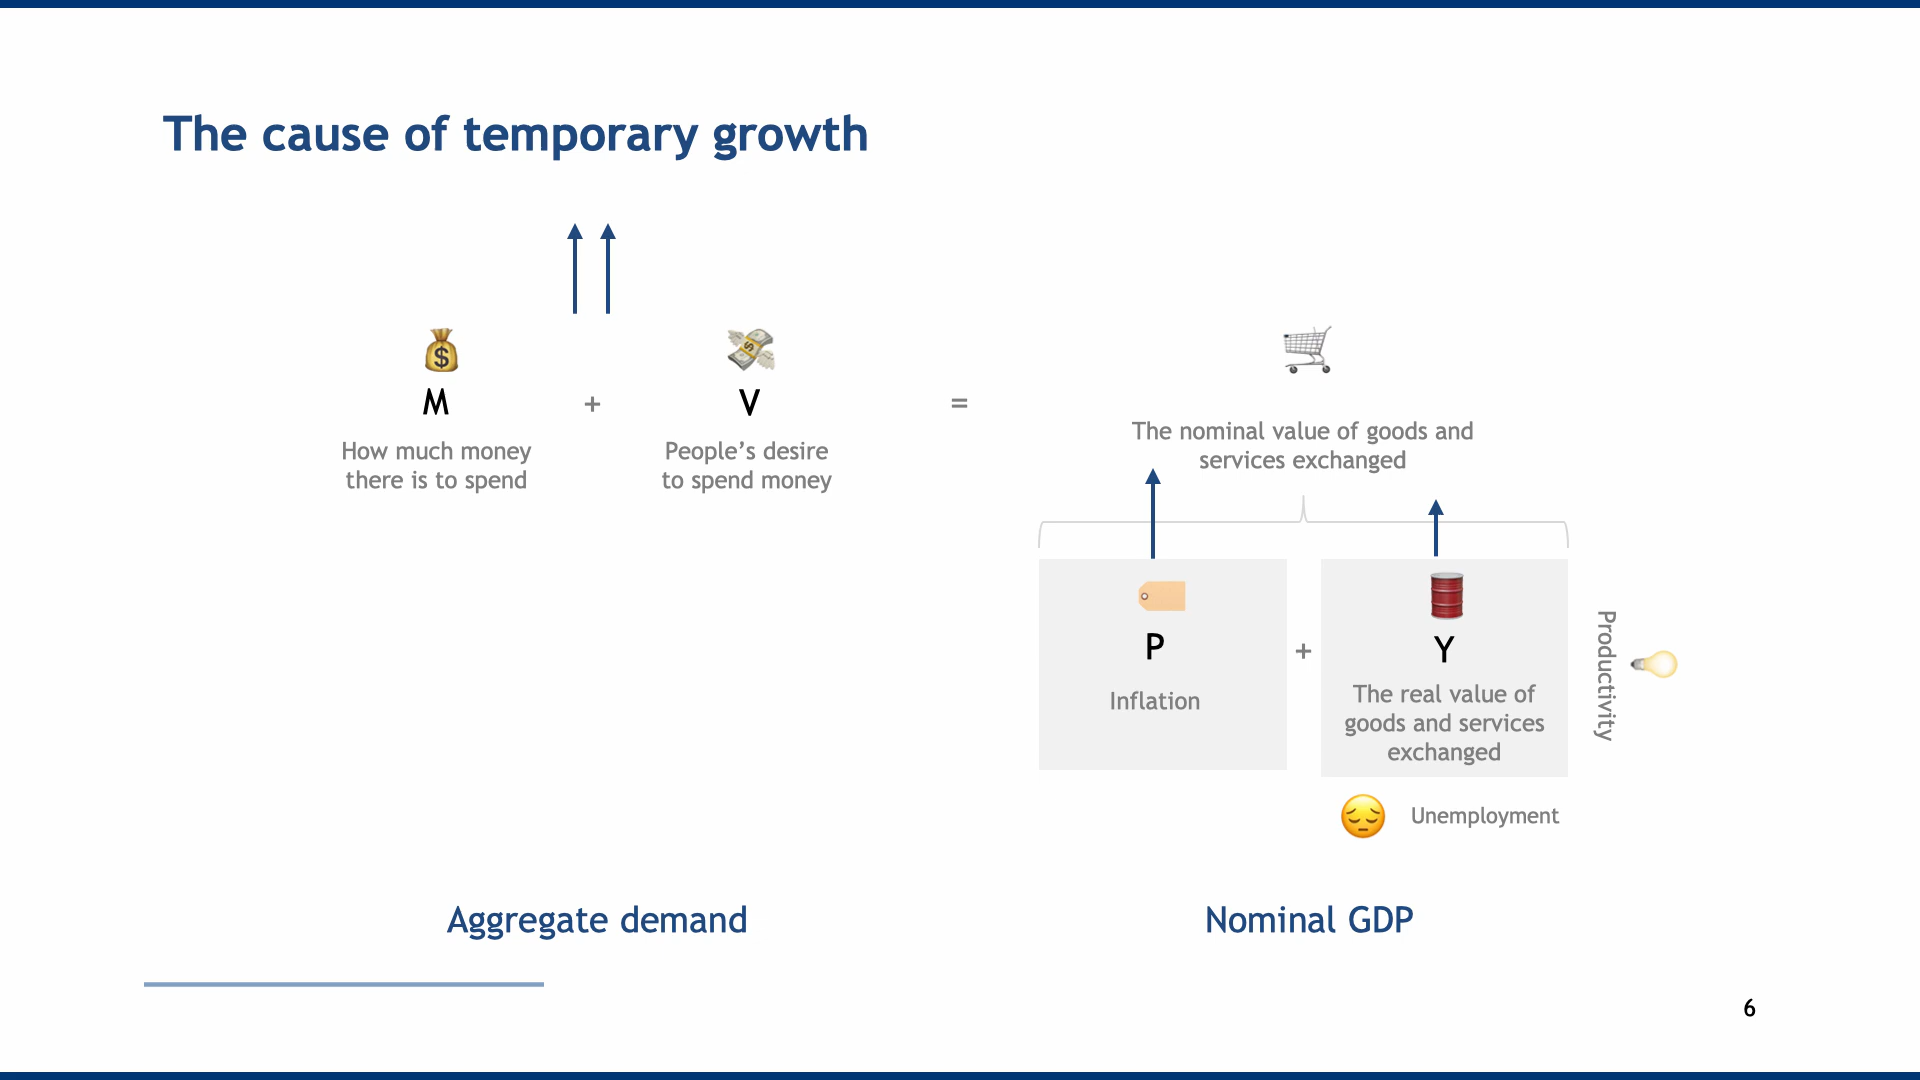 The cause of temporary growth
M
+
V
=
How much money
there is to spend
People’s desire
to spend money
The nominal value of goods and
services exchanged
P
Inflation
+
Y
The real value of
goods and services
exchanged
Productivity
Unemployment
Aggregate demand
Nominal GDP
6